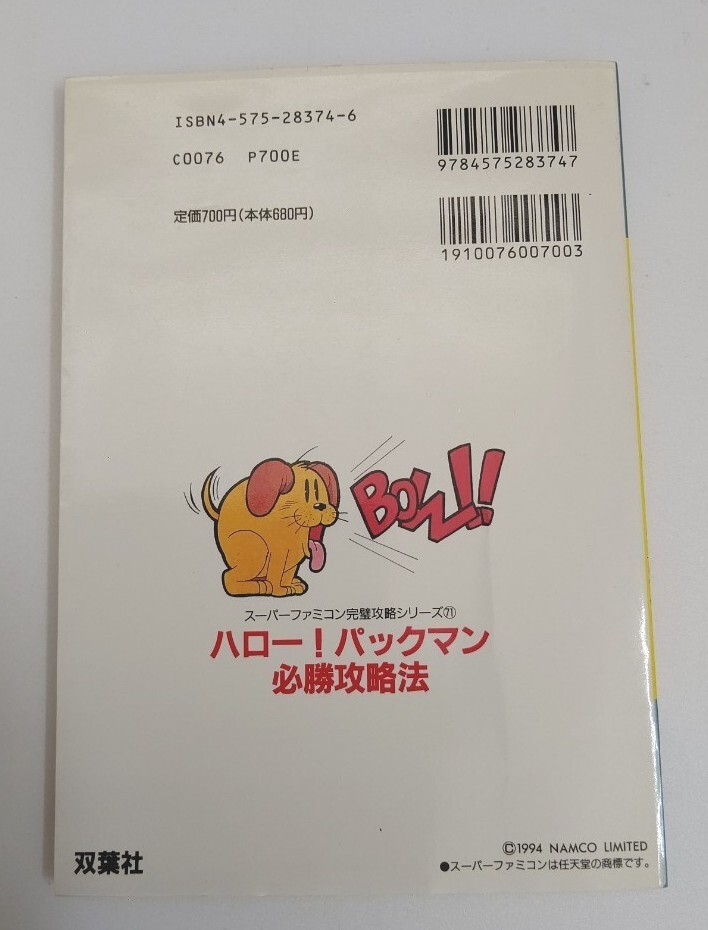 ISBN4-575-28374-6
C0076 P700E
9784575283747
定価700円(本体680円)
1910076007003
BOW!!
スーパーファミコン完璧攻略シリーズ㉑
ハロー！パックマン
必勝攻略法
双葉社
©1994 NAMCO LIMITED
●スーパーファミコンは任天堂の商標です。